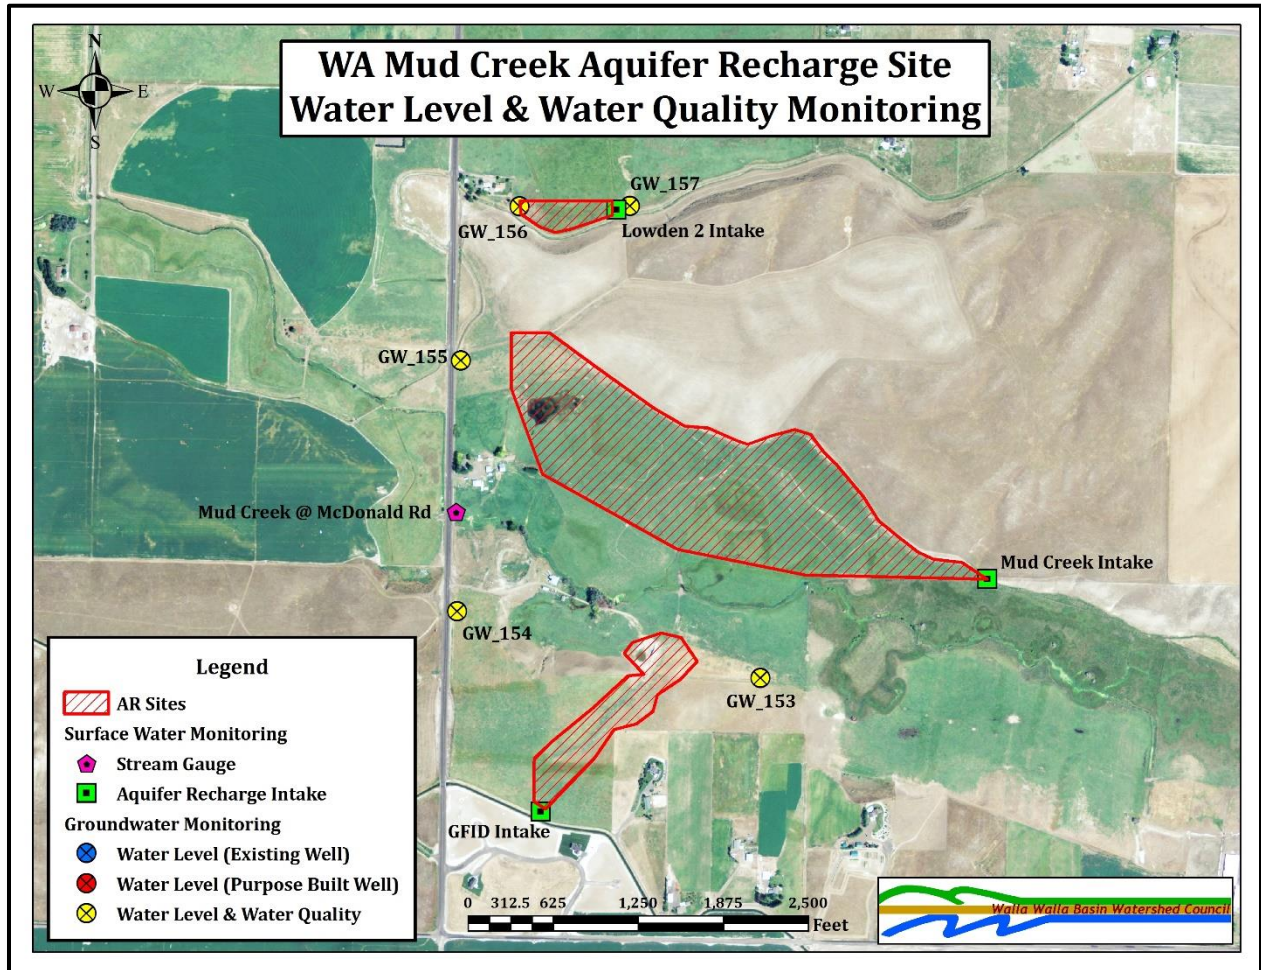 WA Mud Creek Aquifer Recharge Site
Water Level & Water Quality Monitoring
N
W E
S
GW_157
GW_156
Lowden 2 Intake
GW_155
Mud Creek @ McDonald Rd
Mud Creek Intake
GW_154
GW_153
GFID Intake
Legend
AR Sites
Surface Water Monitoring
Stream Gauge
Aquifer Recharge Intake
Groundwater Monitoring
Water Level (Existing Well)
Water Level (Purpose Built Well)
Water Level & Water Quality
0 312.5 625 1,250 1,875 2,500
Feet
Walla Walla Basin Watershed Council